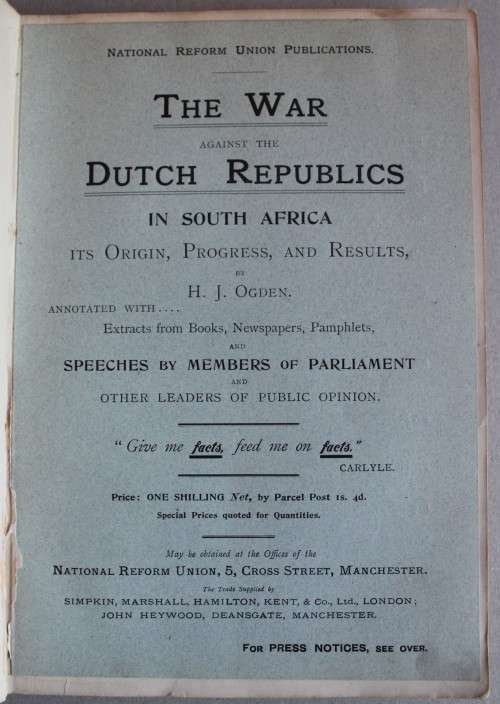 NATIONAL REFORM UNION PUBLICATIONS.
THE WAR
AGAINST THE
DUTCH REPUBLICS
IN SOUTH AFRICA
ITS ORIGIN, PROGRESS, AND RESULTS,
BY
H. J. OGDEN.
ANNOTATED WITH....
Extracts from Books, Newspapers, Pamphlets,
AND
SPEECHES BY MEMBERS OF PARLIAMENT
AND
OTHER LEADERS OF PUBLIC OPINION.
"Give me facts, feed me on facts."
CARLYLE.
Price: ONE SHILLING Net, by Parcel Post 1s. 4d.
Special Prices quoted for Quantities.
May be obtained at the Offices of the
NATIONAL REFORM UNION, 5, CROSS STREET, MANCHESTER.
The Trade Supplied by
SIMPKIN, MARSHALL, HAMILTON, KENT, & Co., Ltd., LONDON;
JOHN HEYWOOD, DEANSGATE, MANCHESTER.
FOR PRESS NOTICES, SEE OVER.